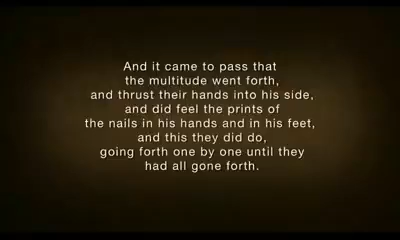 And it came to pass that
the multitude went forth,
and thrust their hands into his side,
and did feel the prints of
the nails in his hands and in his feet,
and this they did do,
going forth one by one until they
had all gone forth.